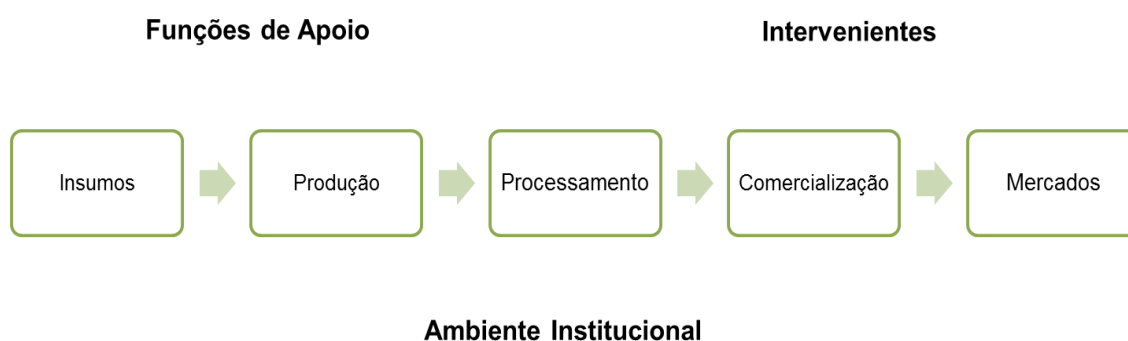 Funções de Apoio
Intervenientes
Insumos
Produção
Processamento
Comercialização
Mercados
Ambiente Institucional